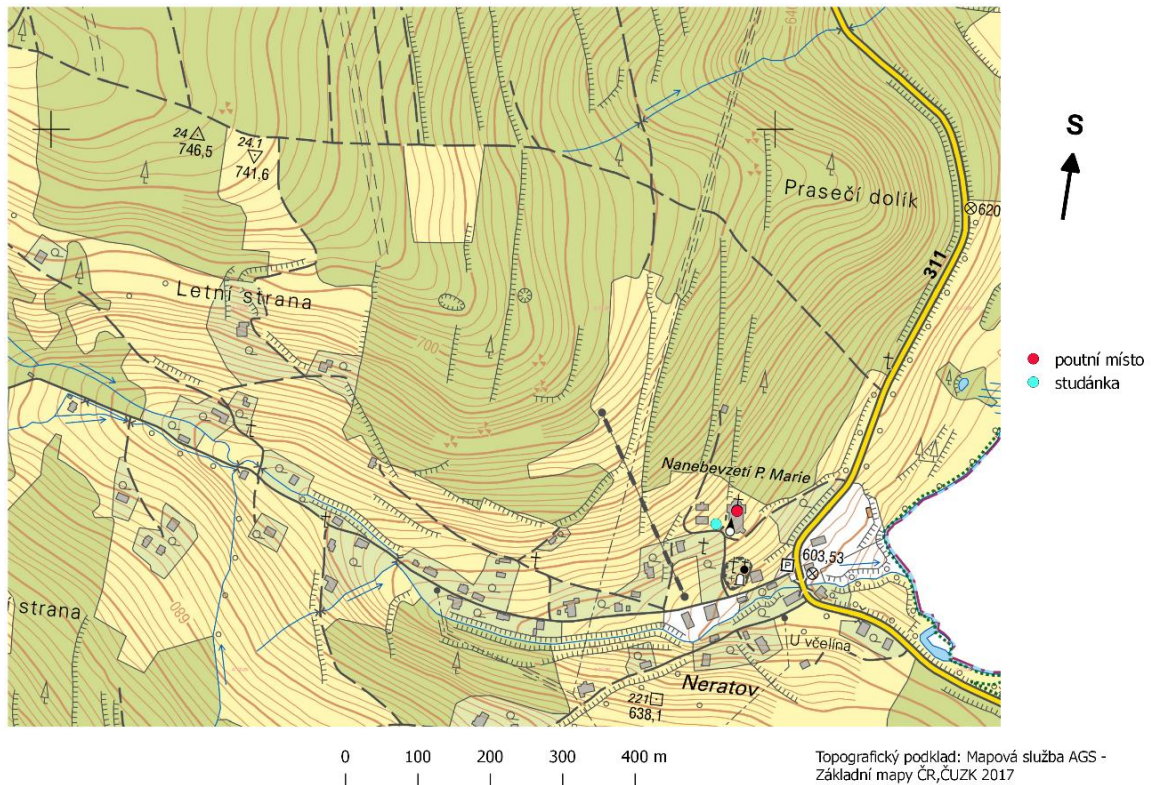 640
S
24
746,5
24.1
741,6
Prasečí dolík
620
311
Letní strana
700
poutní místo
studánka
Nanebevzetí P. Marie
603,53
P
í strana
680
U včelína
Neratov
221
638,1
0 100 200 300 400 m
Topografický podklad: Mapová služba AGS -
Základní mapy ČR,ČUZK 2017